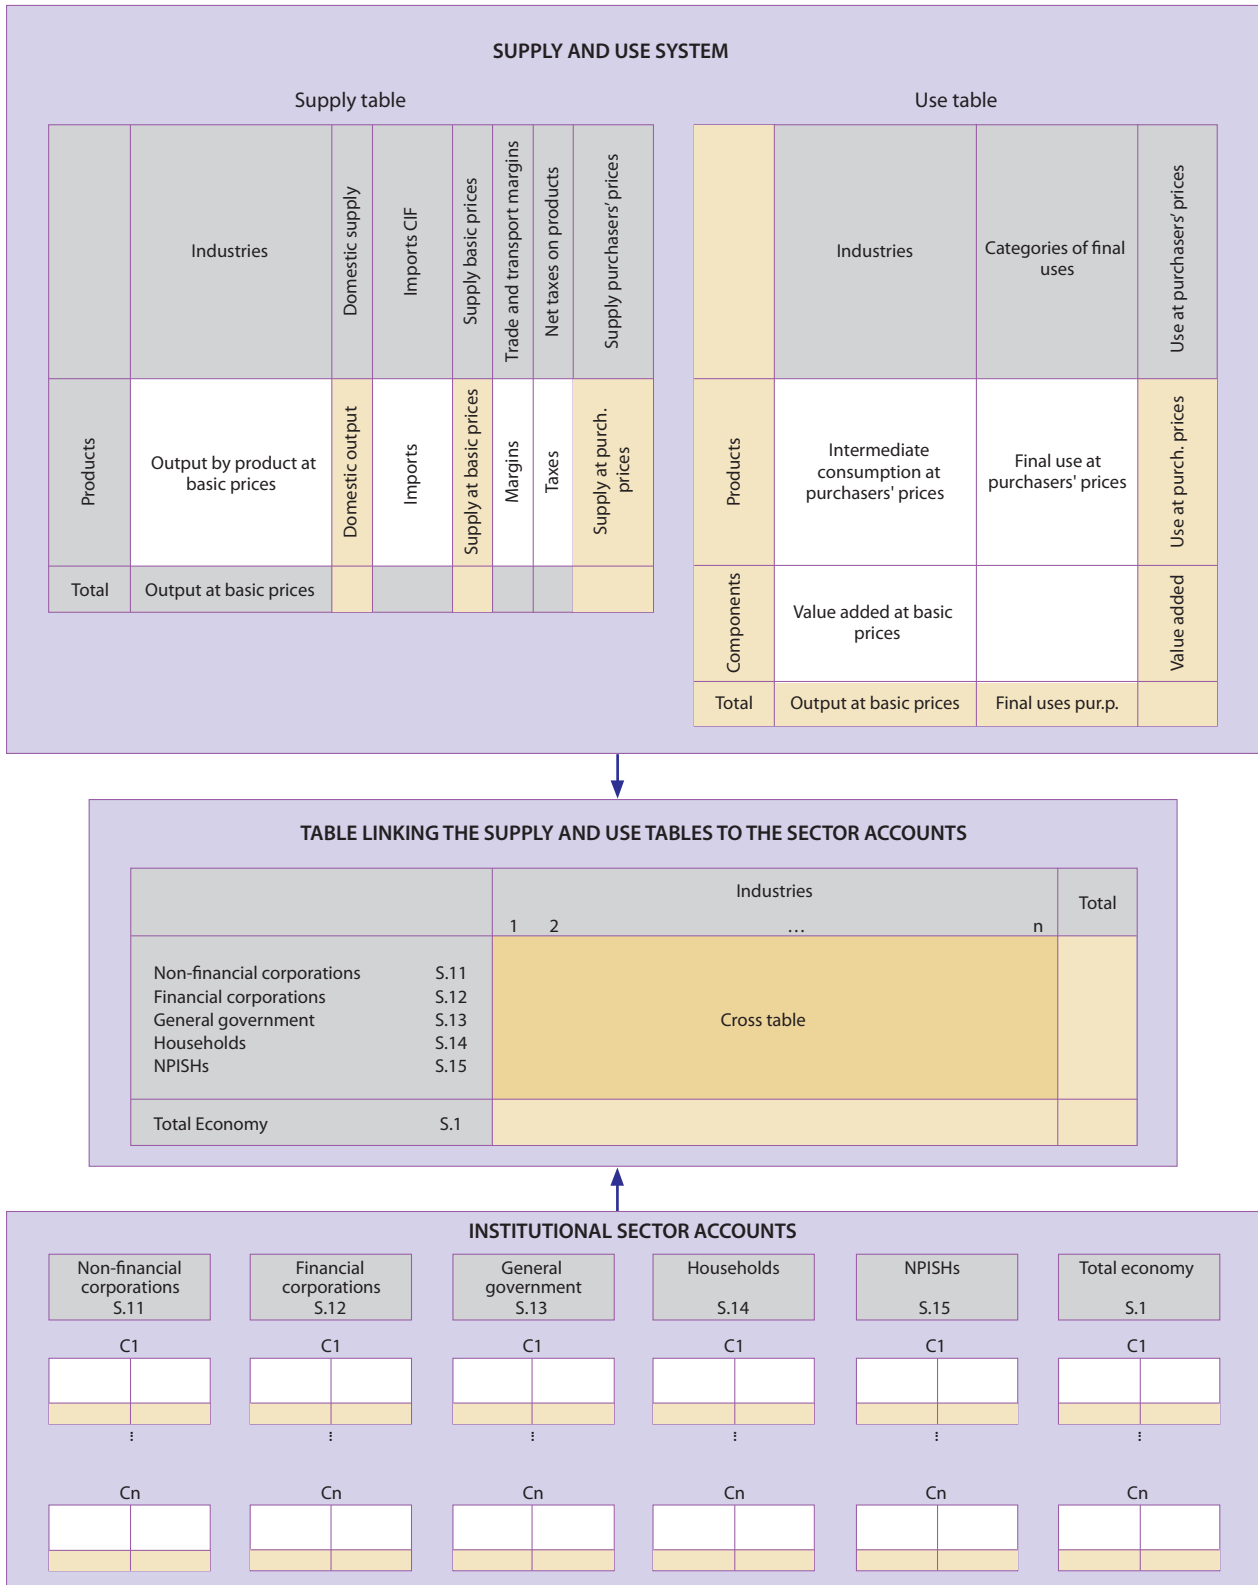 SUPPLY AND USE SYSTEM
Supply table
Industries
Domestic supply
Imports CIF
Supply basic prices
Trade and transport margins
Net taxes on products
Supply purchasers' prices
Products
Output by product at
basic prices
Domestic output
Imports
Supply at basic prices
Margins
Taxes
Supply at purch.
prices
Total
Output at basic prices
Use table
Industries
Categories of final
uses
Use at purchasers' prices
Products
Intermediate
consumption at
purchasers' prices
Final use at
purchasers' prices
Use at purch. prices
Components
Value added at basic
prices
Value added
Total
Output at basic prices
Final uses pur.p.
TABLE LINKING THE SUPPLY AND USE TABLES TO THE SECTOR ACCOUNTS
Industries
Total
1 2 … n
Non-financial corporations S.11
Financial corporations S.12
General government S.13
Households S.14
NPISHs S.15
Cross table
Total Economy S.1
INSTITUTIONAL SECTOR ACCOUNTS
Non-financial
corporations
S.11
Financial
corporations
S.12
General
government
S.13
Households
S.14
NPISHs
S.15
Total economy
S.1
C1 C1 C1 C1 C1 C1
⋮ ⋮ ⋮ ⋮ ⋮ ⋮
Cn Cn Cn Cn Cn Cn